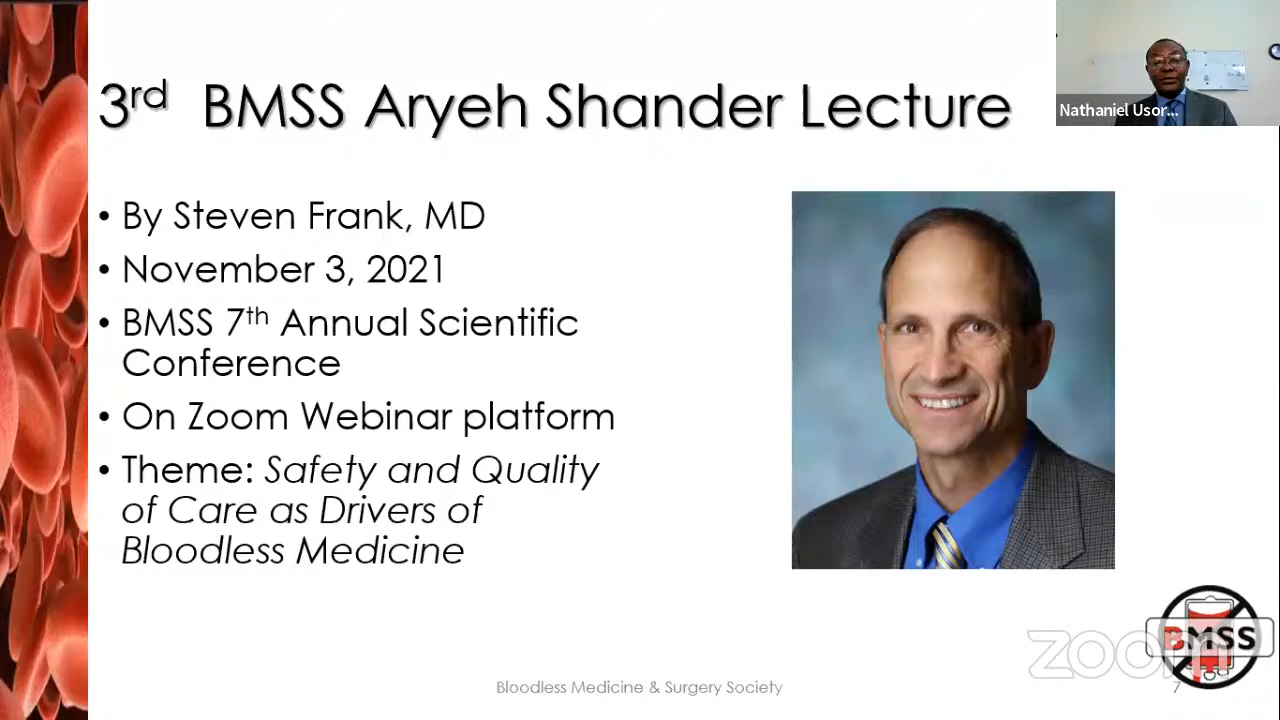 3rd BMSS Aryeh Shander Lecture
Nathaniel Usor...
• By Steven Frank, MD
• November 3, 2021
• BMSS 7th Annual Scientific
Conference
• On Zoom Webinar platform
• Theme: Safety and Quality
of Care as Drivers of
Bloodless Medicine
BMSS
zoom
Bloodless Medicine & Surgery Society
7